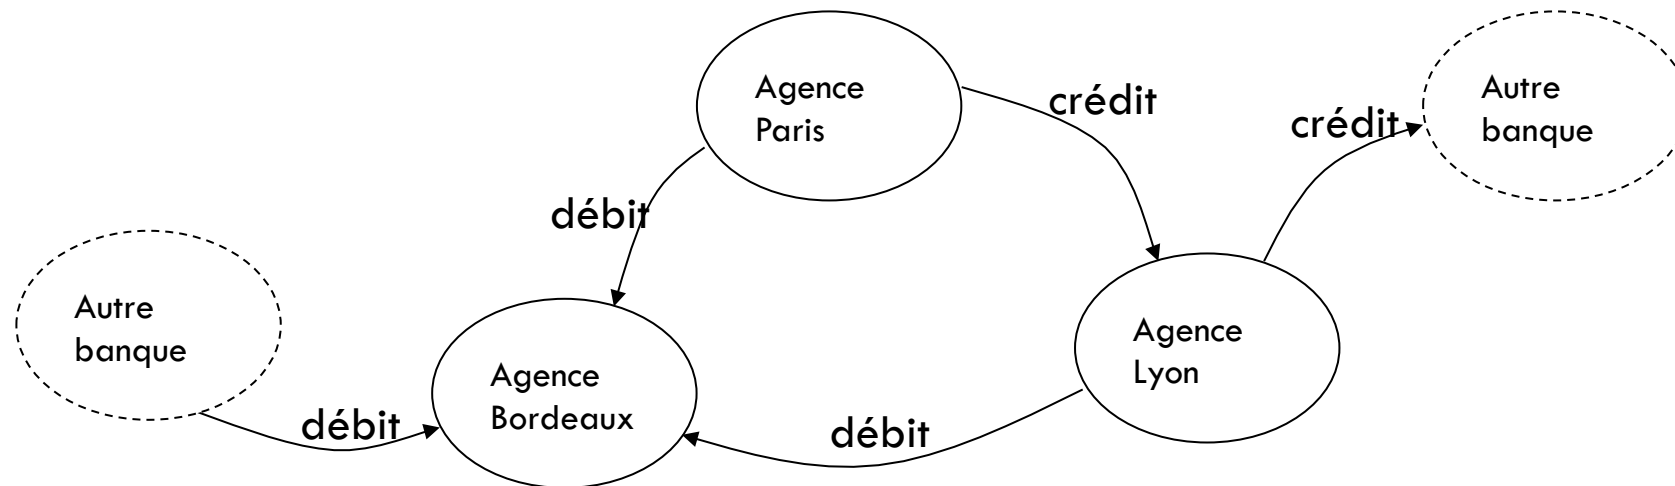 Agence
Paris
crédit
Autre
banque
crédit
débit
Autre
banque
Agence
Lyon
Agence
Bordeaux
débit
débit